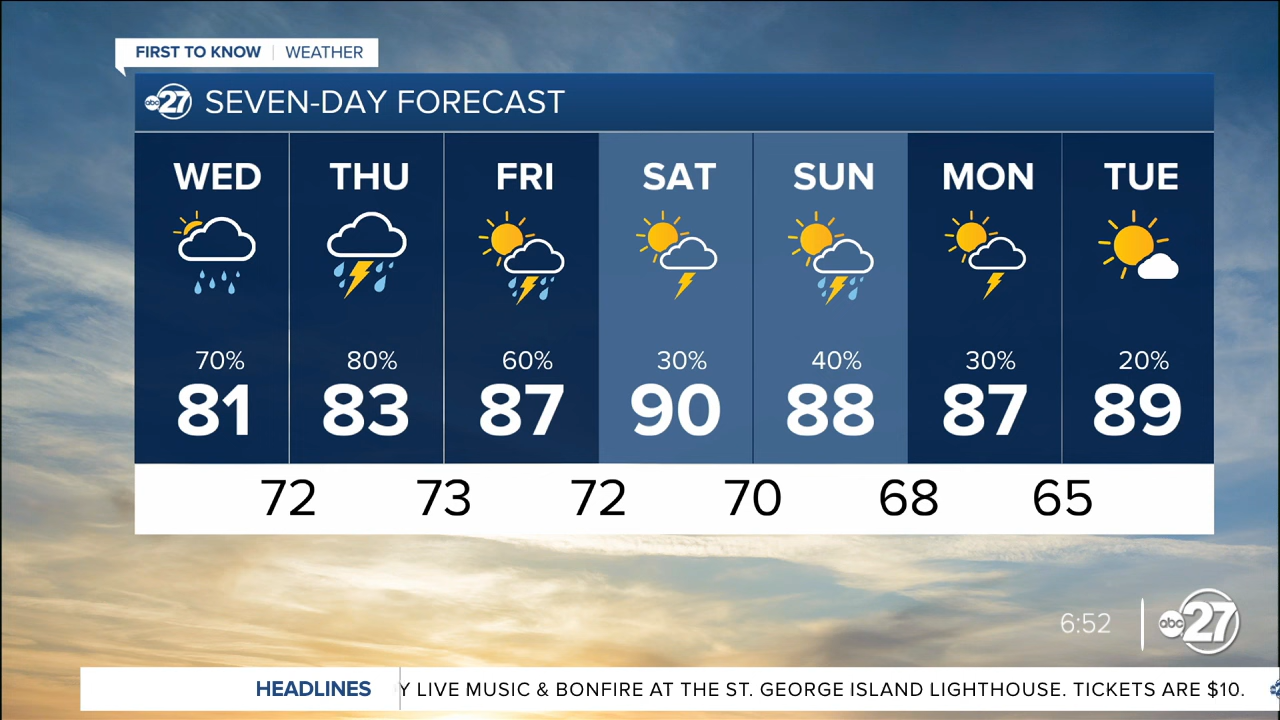 FIRST TO KNOW | WEATHER
abc 27 SEVEN-DAY FORECAST
WED THU FRI SAT SUN MON TUE
70% 80% 60% 30% 40% 30% 20%
81 83 87 90 88 87 89
72 73 72 70 68 65
6:52 abc 27
HEADLINES Y LIVE MUSIC & BONFIRE AT THE ST. GEORGE ISLAND LIGHTHOUSE. TICKETS ARE $10.